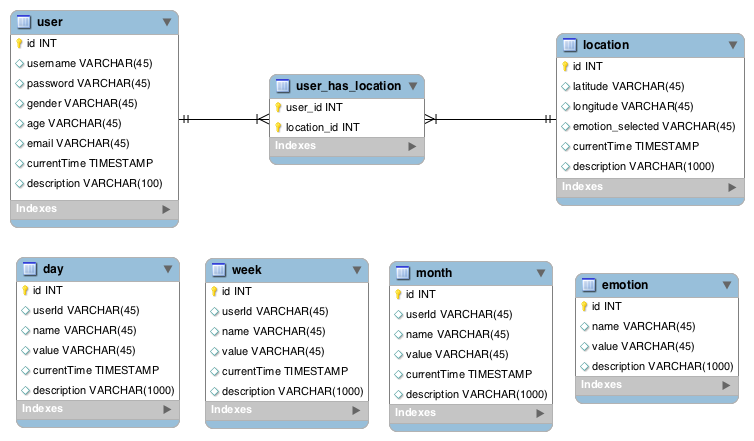 user
id INT
username VARCHAR(45)
password VARCHAR(45)
gender VARCHAR(45)
age VARCHAR(45)
email VARCHAR(45)
currentTime TIMESTAMP
description VARCHAR(100)
Indexes
user_has_location
user_id INT
location_id INT
Indexes
location
id INT
latitude VARCHAR(45)
longitude VARCHAR(45)
emotion_selected VARCHAR(45)
currentTime TIMESTAMP
description VARCHAR(1000)
Indexes
day
id INT
userId VARCHAR(45)
name VARCHAR(45)
value VARCHAR(45)
currentTime TIMESTAMP
description VARCHAR(1000)
Indexes
week
id INT
userId VARCHAR(45)
name VARCHAR(45)
value VARCHAR(45)
currentTime TIMESTAMP
description VARCHAR(1000)
Indexes
month
id INT
userId VARCHAR(45)
name VARCHAR(45)
value VARCHAR(45)
currentTime TIMESTAMP
description VARCHAR(1000)
Indexes
emotion
id INT
name VARCHAR(45)
value VARCHAR(45)
description VARCHAR(1000)
Indexes